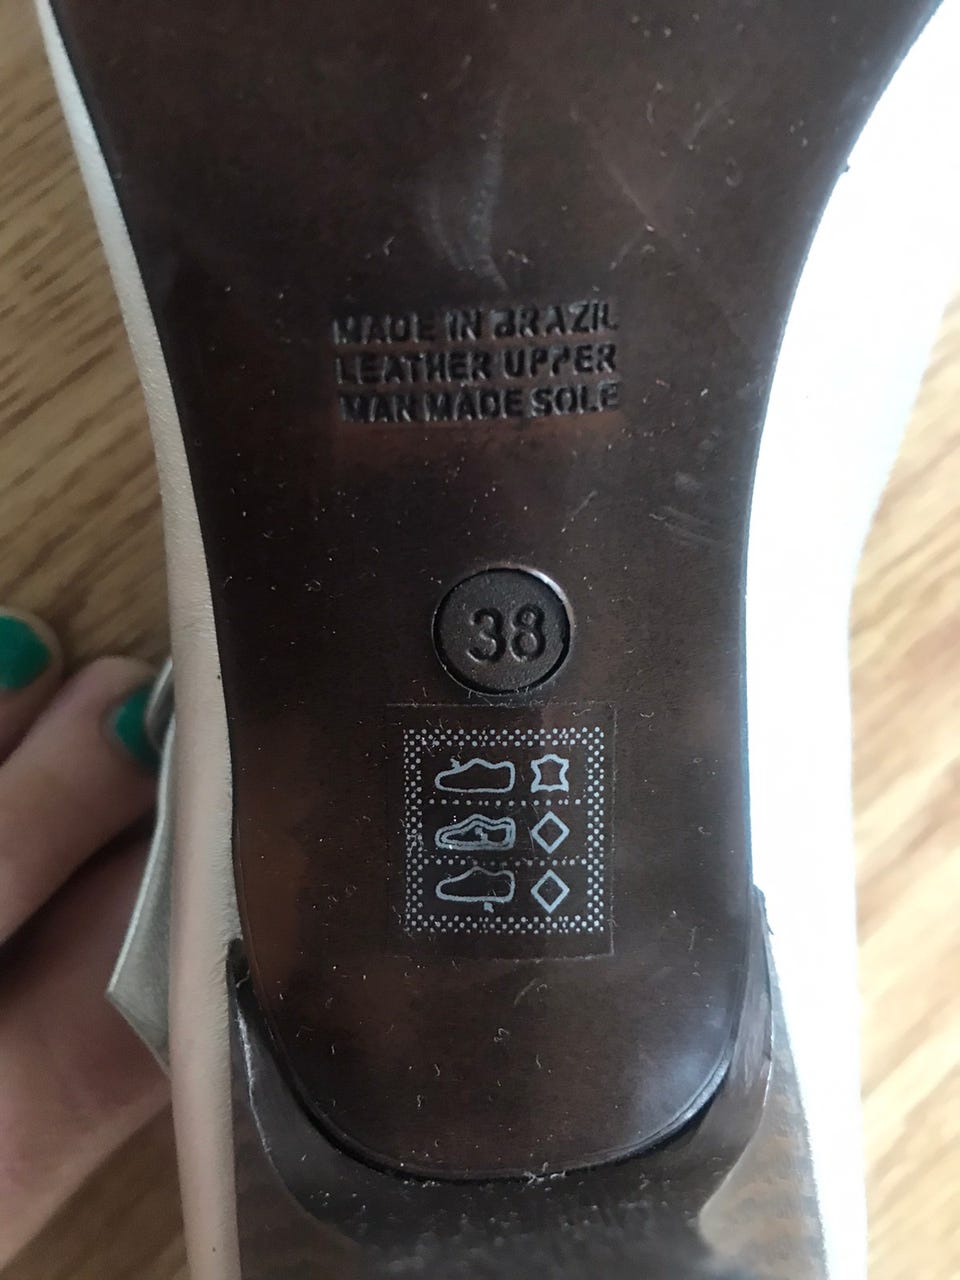 MADE IN BRAZIL
LEATHER UPPER
MAN MADE SOLE
38